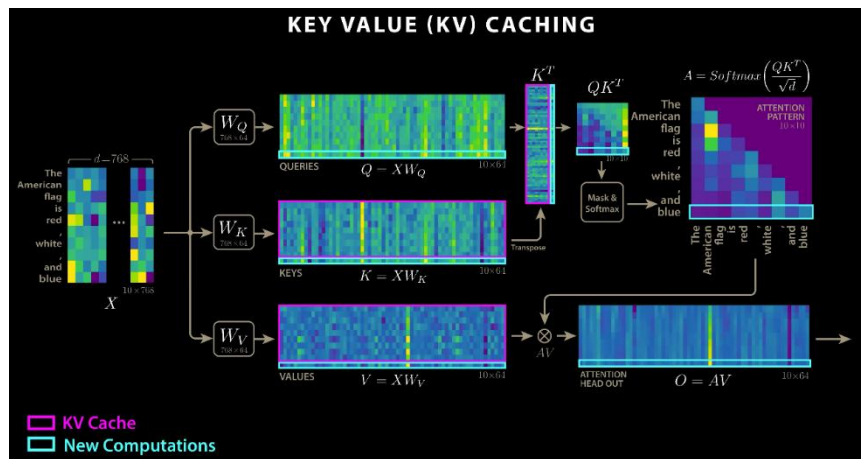 KEY VALUE (KV) CACHING
d=768
The
American
flag
is
red
,
white
,
and
blue
10×768
X
W_Q
768×64
QUERIES
Q = XW_Q
10×64
W_K
768×64
KEYS
K = XW_K
10×64
W_V
768×64
VALUES
V = XW_V
10×64
K^T
Transpose
QK^T
10×10
Mask &
Softmax
A = Softmax(QK^T/√d)
ATTENTION
PATTERN
10×10
The
American
flag
is
red
,
white
,
and
blue
The
American
flag
is
red
,
white
,
and
blue
⊗
AV
ATTENTION
HEAD OUT
O = AV
10×64
KV Cache
New Computations